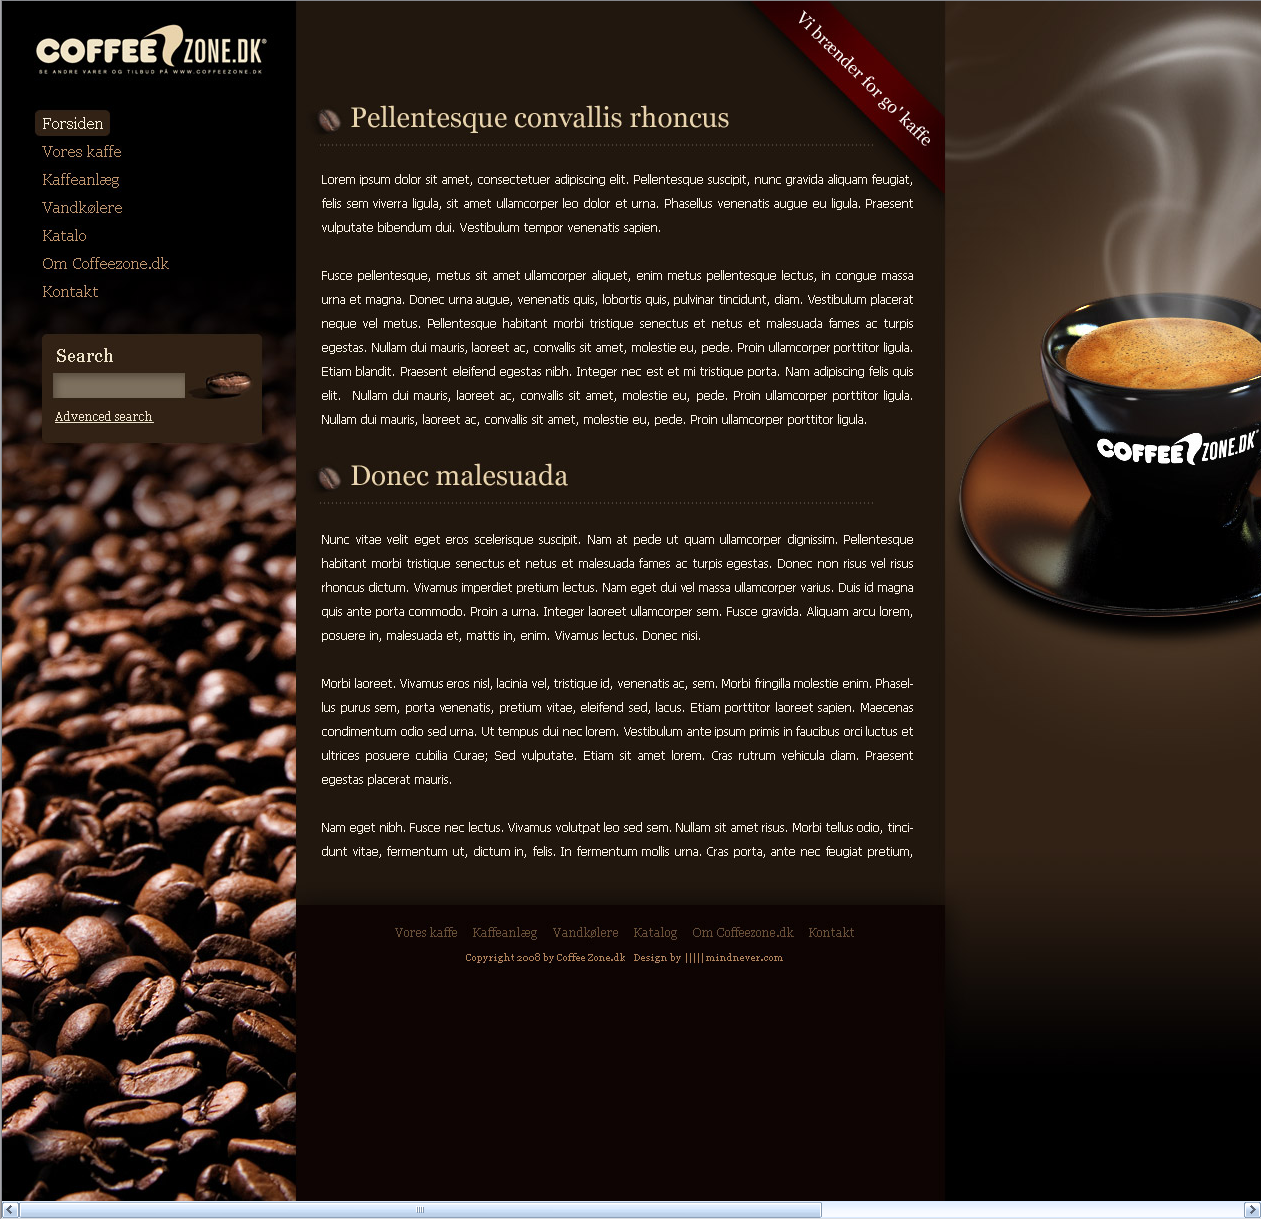 COFFEE ZONE.DK®
SE ANDRE VARER OG TILBUD PÅ WWW.COFFEEZONE.DK
Forsiden
Vores kaffe
Kaffeanlæg
Vandkølere
Katalo
Om Coffeezone.dk
Kontakt
Search
Advenced search
Vi brænder for go' kaffe
Pellentesque convallis rhoncus
Lorem ipsum dolor sit amet, consectetuer adipiscing elit. Pellentesque suscipit, nunc gravida aliquam feugiat,
felis sem viverra ligula, sit amet ullamcorper leo dolor et urna. Phasellus venenatis augue eu ligula. Praesent
vulputate bibendum dui. Vestibulum tempor venenatis sapien.
Fusce pellentesque, metus sit amet ullamcorper aliquet, enim metus pellentesque lectus, in congue massa
urna et magna. Donec urna augue, venenatis quis, lobortis quis, pulvinar tincidunt, diam. Vestibulum placerat
neque vel metus. Pellentesque habitant morbi tristique senectus et netus et malesuada fames ac turpis
egestas. Nullam dui mauris, laoreet ac, convallis sit amet, molestie eu, pede. Proin ullamcorper porttitor ligula.
Etiam blandit. Praesent eleifend egestas nibh. Integer nec est et mi tristique porta. Nam adipiscing felis quis
elit. Nullam dui mauris, laoreet ac, convallis sit amet, molestie eu, pede. Proin ullamcorper porttitor ligula.
Nullam dui mauris, laoreet ac, convallis sit amet, molestie eu, pede. Proin ullamcorper porttitor ligula.
Donec malesuada
Nunc vitae velit eget eros scelerisque suscipit. Nam at pede ut quam ullamcorper dignissim. Pellentesque
habitant morbi tristique senectus et netus et malesuada fames ac turpis egestas. Donec non risus vel risus
rhoncus dictum. Vivamus imperdiet pretium lectus. Nam eget dui vel massa ullamcorper varius. Duis id magna
quis ante porta commodo. Proin a urna. Integer laoreet ullamcorper sem. Fusce gravida. Aliquam arcu lorem,
posuere in, malesuada et, mattis in, enim. Vivamus lectus. Donec nisi.
Morbi laoreet. Vivamus eros nisl, lacinia vel, tristique id, venenatis ac, sem. Morbi fringilla molestie enim. Phasel-
lus purus sem, porta venenatis, pretium vitae, eleifend sed, lacus. Etiam porttitor laoreet sapien. Maecenas
condimentum odio sed urna. Ut tempus dui nec lorem. Vestibulum ante ipsum primis in faucibus orci luctus et
ultrices posuere cubilia Curae; Sed vulputate. Etiam sit amet lorem. Cras rutrum vehicula diam. Praesent
egestas placerat mauris.
Nam eget nibh. Fusce nec lectus. Vivamus volutpat leo sed sem. Nullam sit amet risus. Morbi tellus odio, tinci-
dunt vitae, fermentum ut, dictum in, felis. In fermentum mollis urna. Cras porta, ante nec feugiat pretium,
COFFEE ZONE.DK®
Vores kaffe Kaffeanlæg Vandkølere Katalog Om Coffeezone.dk Kontakt
Copyright 2008 by Coffee Zone.dk Design by |||||mindnever.com